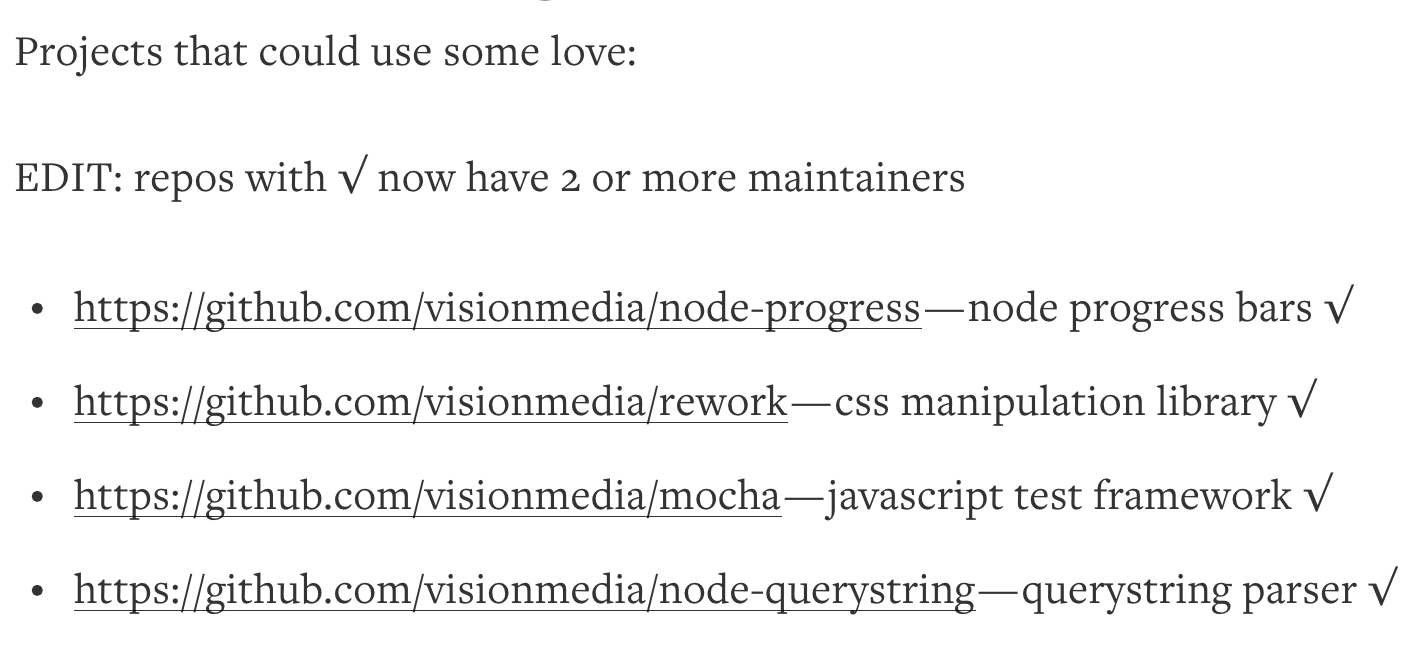 Projects that could use some love:
EDIT: repos with √ now have 2 or more maintainers
• https://github.com/visionmedia/node-progress—node progress bars √
• https://github.com/visionmedia/rework—css manipulation library √
• https://github.com/visionmedia/mocha—javascript test framework √
• https://github.com/visionmedia/node-querystring—querystring parser √